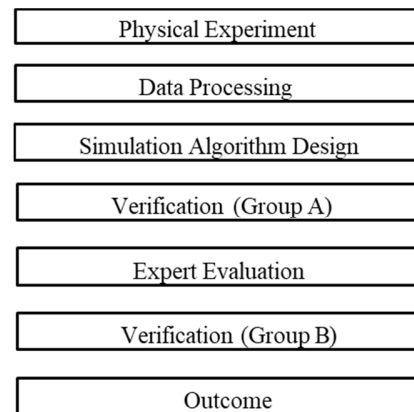 Physical Experiment
Data Processing
Simulation Algorithm Design
Verification (Group A)
Expert Evaluation
Verification (Group B)
Outcome